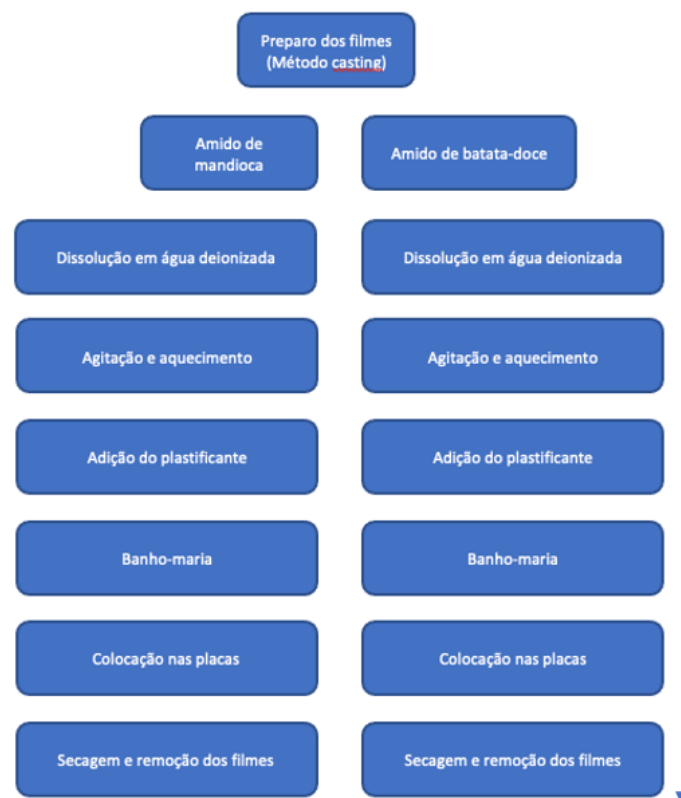 Preparo dos filmes
(Método casting)
Amido de
mandioca
Amido de batata-doce
Dissolução em água deionizada
Dissolução em água deionizada
Agitação e aquecimento
Agitação e aquecimento
Adição do plastificante
Adição do plastificante
Banho-maria
Banho-maria
Colocação nas placas
Colocação nas placas
Secagem e remoção dos filmes
Secagem e remoção dos filmes